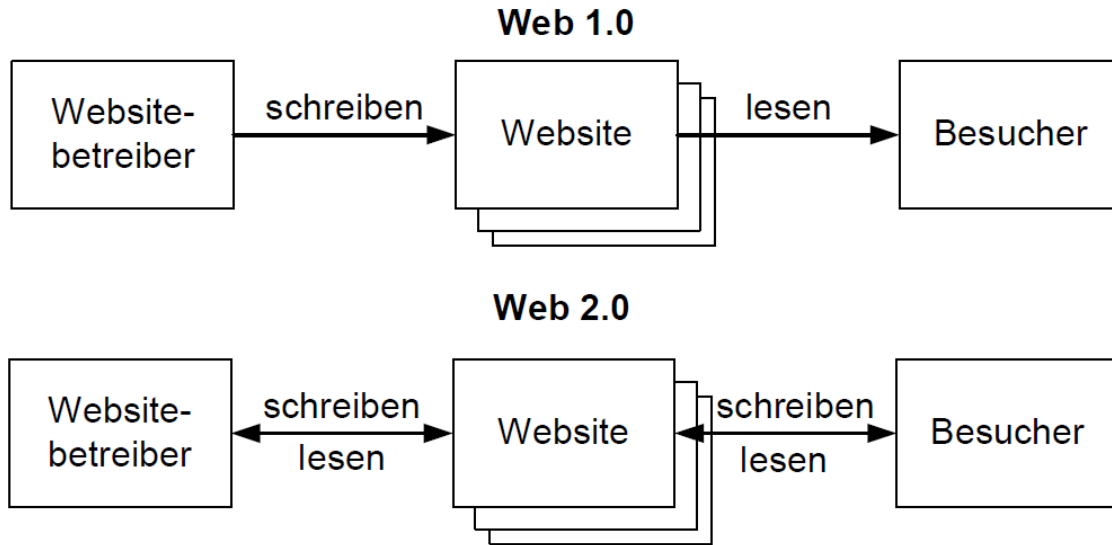 Web 1.0
Website-
betreiber
schreiben
Website
lesen
Besucher
Web 2.0
Website-
betreiber
schreiben
lesen
Website
schreiben
lesen
Besucher